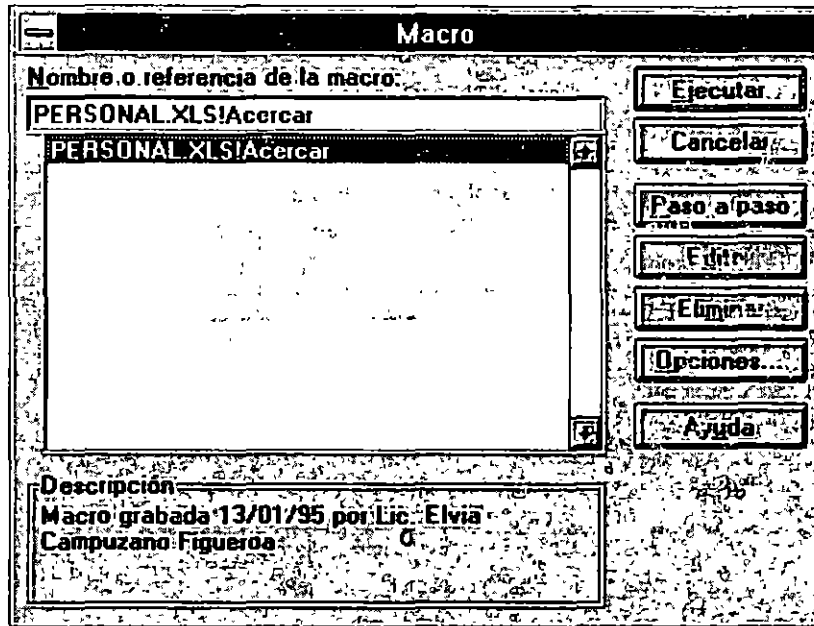 Macro
Nombre o referencia de la macro:
PERSONAL.XLS!Acercar
PERSONAL.XLS!Acercar
Ejecutar
Cancelar
Paso a paso
Editar
Eliminar
Opciones...
Ayuda
Descripción
Macro grabada 13/01/95 por Lic. Elvia
Campuzano Figueroa